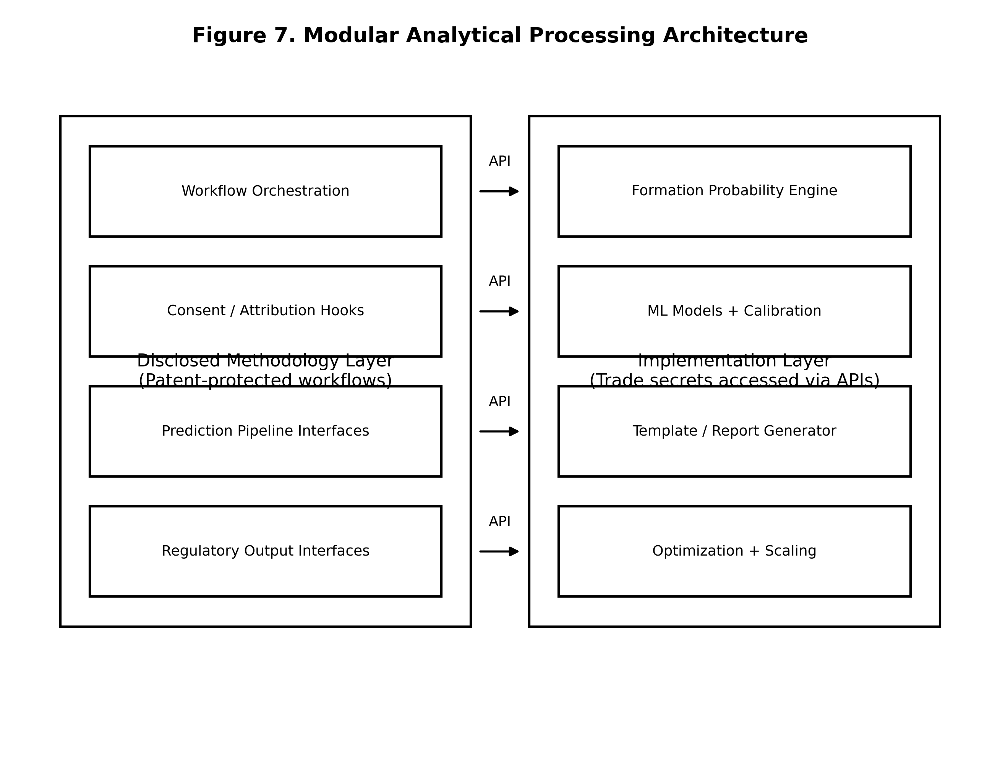 Figure 7. Modular Analytical Processing Architecture
Workflow Orchestration
API
Formation Probability Engine
Consent / Attribution Hooks
API
ML Models + Calibration
Disclosed Methodology Layer
(Patent-protected workflows)
Implementation Layer
(Trade secrets accessed via APIs)
Prediction Pipeline Interfaces
API
Template / Report Generator
Regulatory Output Interfaces
API
Optimization + Scaling